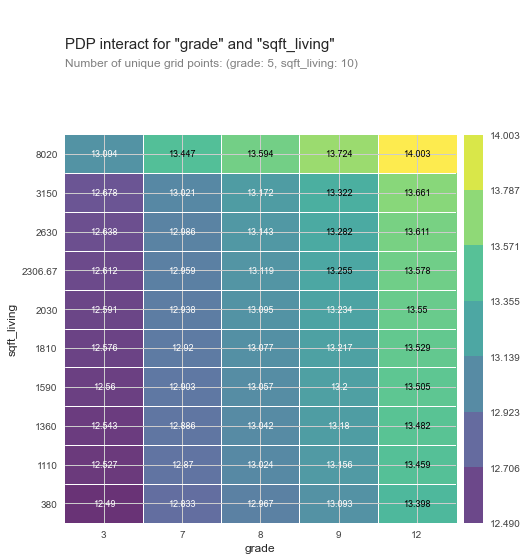 PDP interact for "grade" and "sqft_living"
Number of unique grid points: (grade: 5, sqft_living: 10)
14.003
8020 13.094 13.447 13.594 13.724 14.003
13.787
3150 12.678 13.021 13.172 13.322 13.661
2630 12.638 12.986 13.143 13.282 13.611
13.571
2306.67 12.612 12.959 13.119 13.255 13.578
13.355
2030 12.591 12.938 13.095 13.234 13.55
sqft_living
1810 12.576 12.92 13.077 13.217 13.529
13.139
1590 12.56 12.903 13.057 13.2 13.505
12.923
1360 12.543 12.886 13.042 13.18 13.482
12.706
1110 12.527 12.87 13.024 13.156 13.459
380 12.49 12.833 12.967 13.093 13.398
12.490
3 7 8 9 12
grade